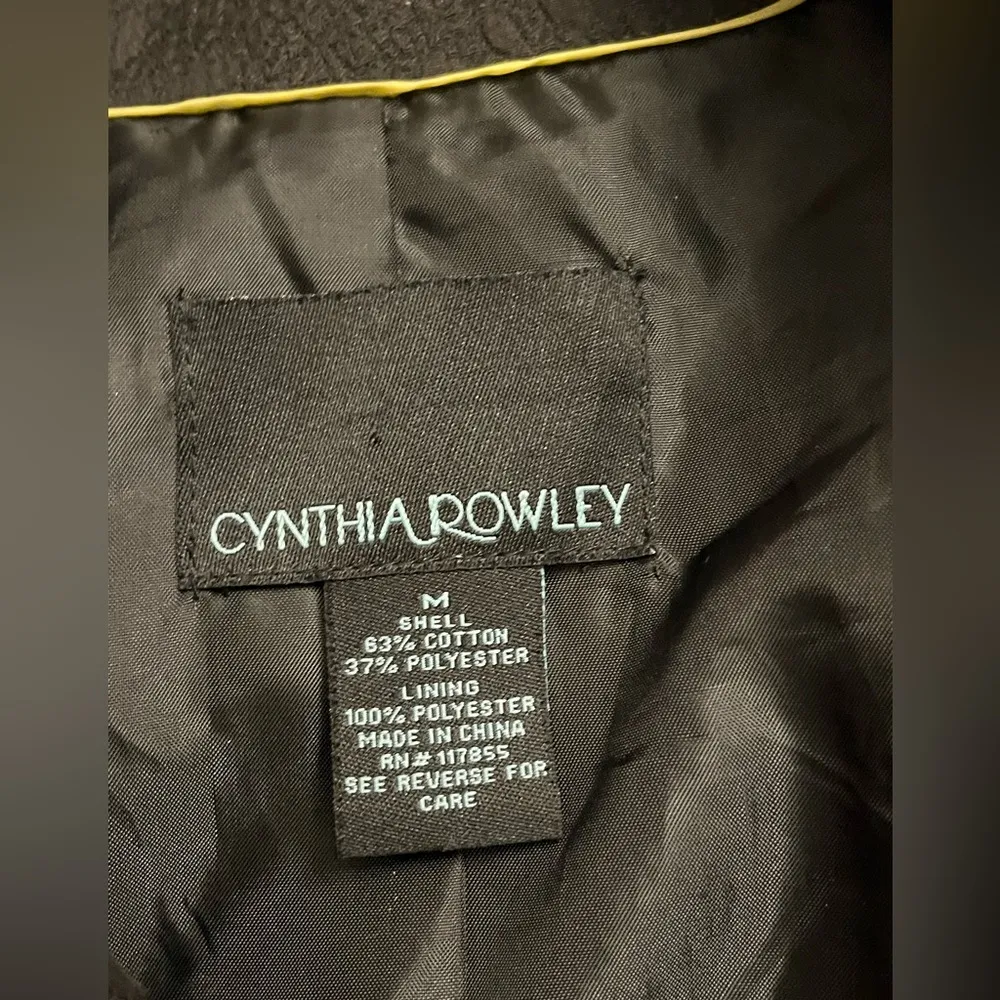 CYNTHIA ROWLEY
M
SHELL
63% COTTON
37% POLYESTER
LINING
100% POLYESTER
MADE IN CHINA
RN# 117855
SEE REVERSE FOR
CARE